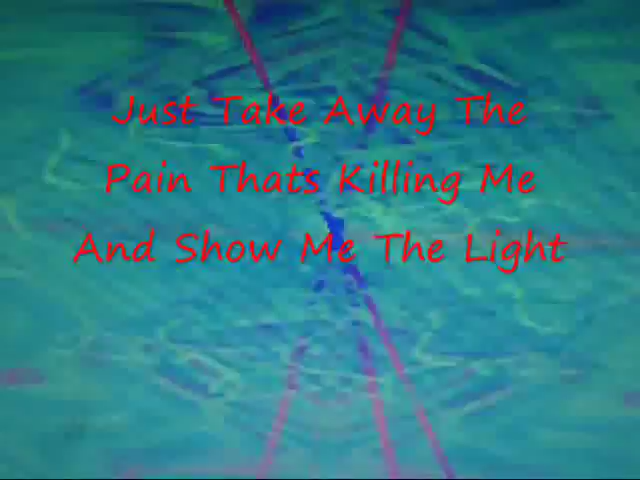 Just Take Away The
Pain Thats Killing Me
And Show Me The Light